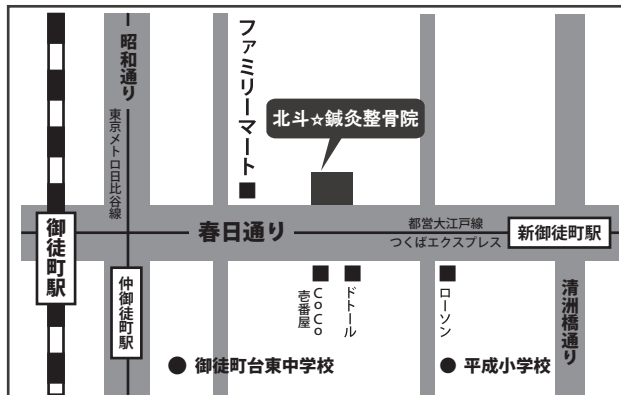 昭和通り
東京メトロ日比谷線
ファミリーマート
北斗☆鍼灸整骨院
御徒町駅
春日通り
都営大江戸線
つくばエクスプレス
新御徒町駅
仲御徒町駅
CoCo
壱番屋
ドトール
ローソン
清洲橋通り
御徒町台東中学校
平成小学校